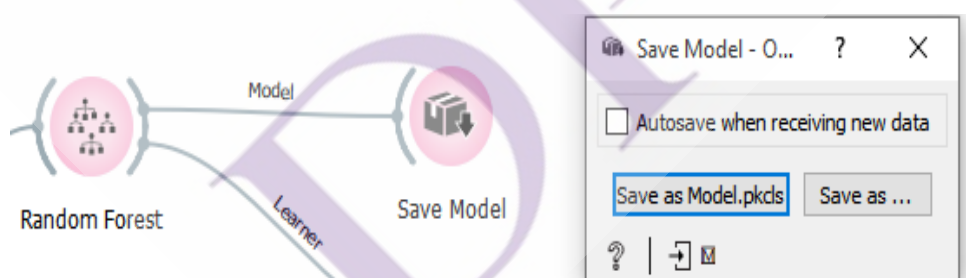 Model
Learner
Random Forest
Save Model
Save Model - O... ?
Autosave when receiving new data
Save as Model.pkcls Save as ...
?